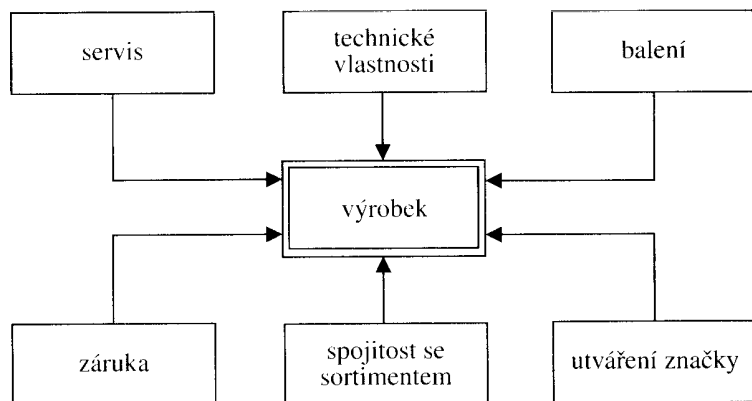 servis
technické
vlastnosti
balení
výrobek
záruka
spojitost se
sortimentem
utváření značky